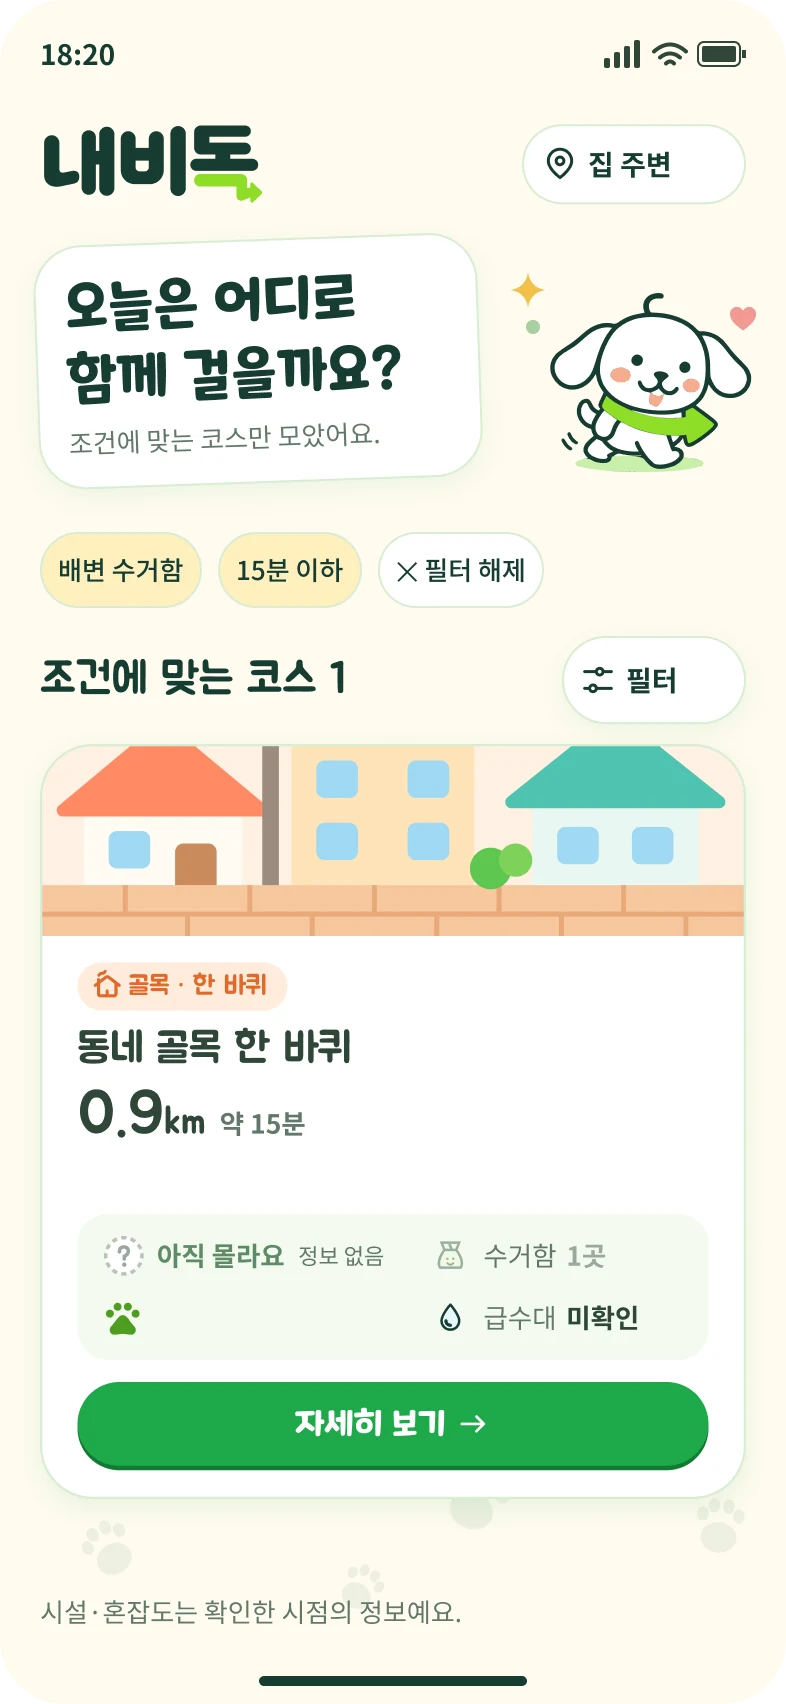 18:20
내비독
집 주변
오늘은 어디로
함께 걸을까요?
조건에 맞는 코스만 모았어요.
배변 수거함
15분 이하
필터 해제
조건에 맞는 코스 1
필터
골목 · 한 바퀴
동네 골목 한 바퀴
0.9km 약 15분
? 아직 몰라요 정보 없음
수거함 1곳
급수대 미확인
자세히 보기 →
시설·혼잡도는 확인한 시점의 정보예요.